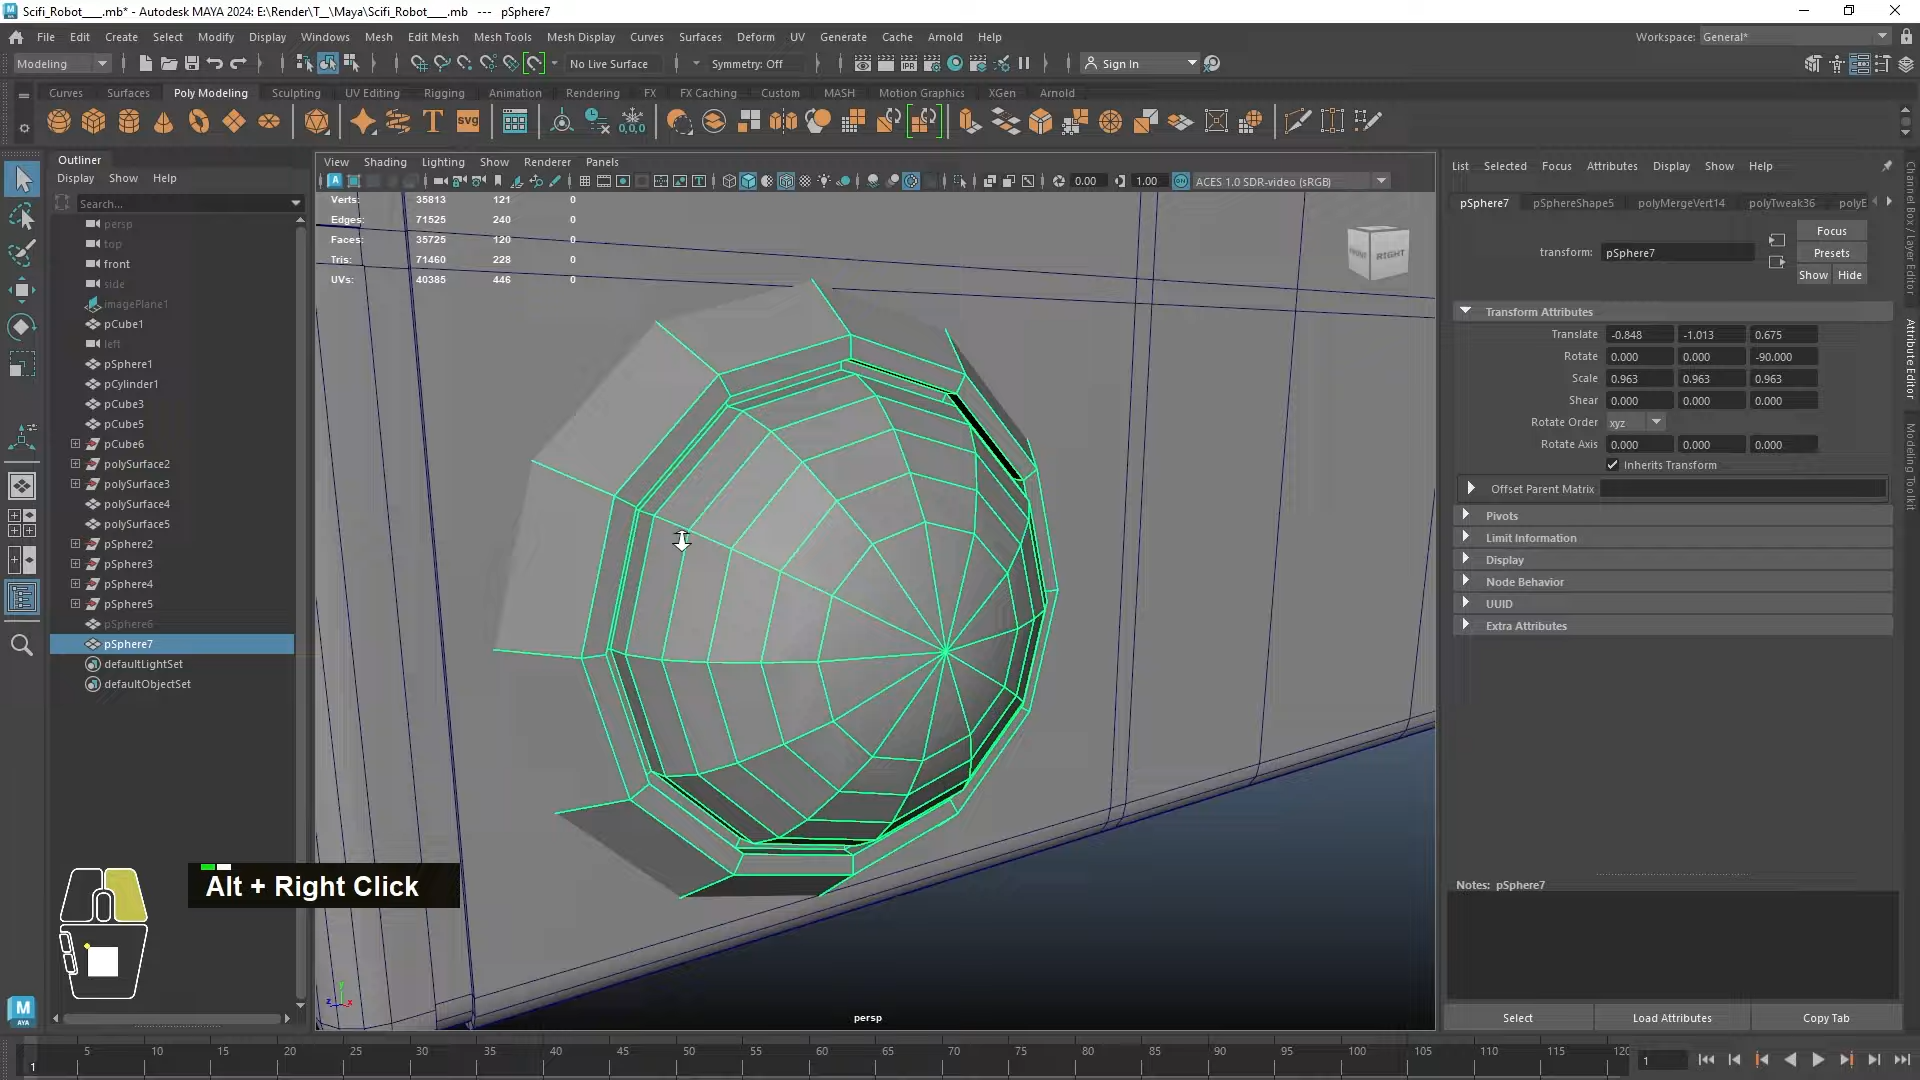 Scifi_Robot___.mb* - Autodesk MAYA 2024: E:\Render\T__\Maya\Scifi_Robot___.mb --- pSphere7
File Edit Create Select Modify Display Windows Mesh Edit Mesh Mesh Tools Mesh Display Curves Surfaces Deform UV Generate Cache Arnold Help
Workspace: General*
Modeling
No Live Surface
Symmetry: Off
Sign In
Curves Surfaces Poly Modeling Sculpting UV Editing Rigging Animation Rendering FX FX Caching Custom MASH Motion Graphics XGen Arnold
Outliner
Display Show Help
Search...
persp
top
front
side
imagePlane1
pCube1
left
pSphere1
pCylinder1
pCube3
pCube5
pCube6
polySurface2
polySurface3
polySurface4
polySurface5
pSphere2
pSphere3
pSphere4
pSphere5
pSphere6
pSphere7
defaultLightSet
defaultObjectSet
View Shading Lighting Show Renderer Panels
0.00
1.00
ACES 1.0 SDR-video (sRGB)
Verts: 35813 121 0
Edges: 71525 240 0
Faces: 35725 120 0
Tris: 71460 228 0
UVs: 40385 446 0
RIGHT
Alt + Right Click
persp
List Selected Focus Attributes Display Show Help
pSphere7 pSphereShape5 polyMergeVert14 polyTweak36 polyE
Focus
transform: pSphere7
Presets
Show Hide
Transform Attributes
Translate -0.848 -1.013 0.675
Rotate 0.000 0.000 -90.000
Scale 0.963 0.963 0.963
Shear 0.000 0.000 0.000
Rotate Order xyz
Rotate Axis 0.000 0.000 0.000
Inherits Transform
Offset Parent Matrix
Pivots
Limit Information
Display
Node Behavior
UUID
Extra Attributes
Notes: pSphere7
Select Load Attributes Copy Tab
Channel Box / Layer Editor
Attribute Editor
Modeling Toolkit
5 10 15 20 25 30 35 40 45 50 55 60 65 70 75 80 85 90 95 100 105 110 115 120
1
1